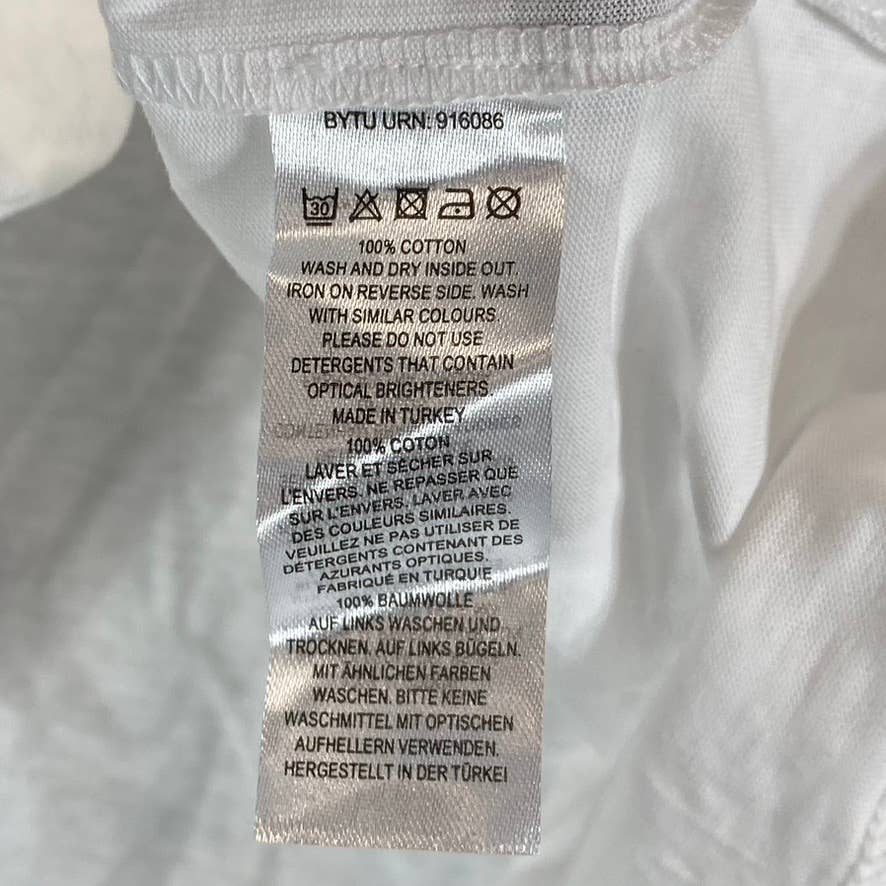 BYTU URN: 916086
30
100% COTTON
WASH AND DRY INSIDE OUT.
IRON ON REVERSE SIDE. WASH
WITH SIMILAR COLOURS.
PLEASE DO NOT USE
DETERGENTS THAT CONTAIN
OPTICAL BRIGHTENERS.
MADE IN TURKEY
100% COTON
LAVER ET SÉCHER SUR
L'ENVERS. NE REPASSER QUE
SUR L'ENVERS. LAVER AVEC
DES COULEURS SIMILAIRES.
VEUILLEZ NE PAS UTILISER DE
DÉTERGENTS CONTENANT DES
AZURANTS OPTIQUES.
FABRIQUÉ EN TURQUIE
100% BAUMWOLLE
AUF LINKS WASCHEN UND
TROCKNEN. AUF LINKS BÜGELN.
MIT ÄHNLICHEN FARBEN
WASCHEN. BITTE KEINE
WASCHMITTEL MIT OPTISCHEN
AUFHELLERN VERWENDEN.
HERGESTELLT IN DER TÜRKEI